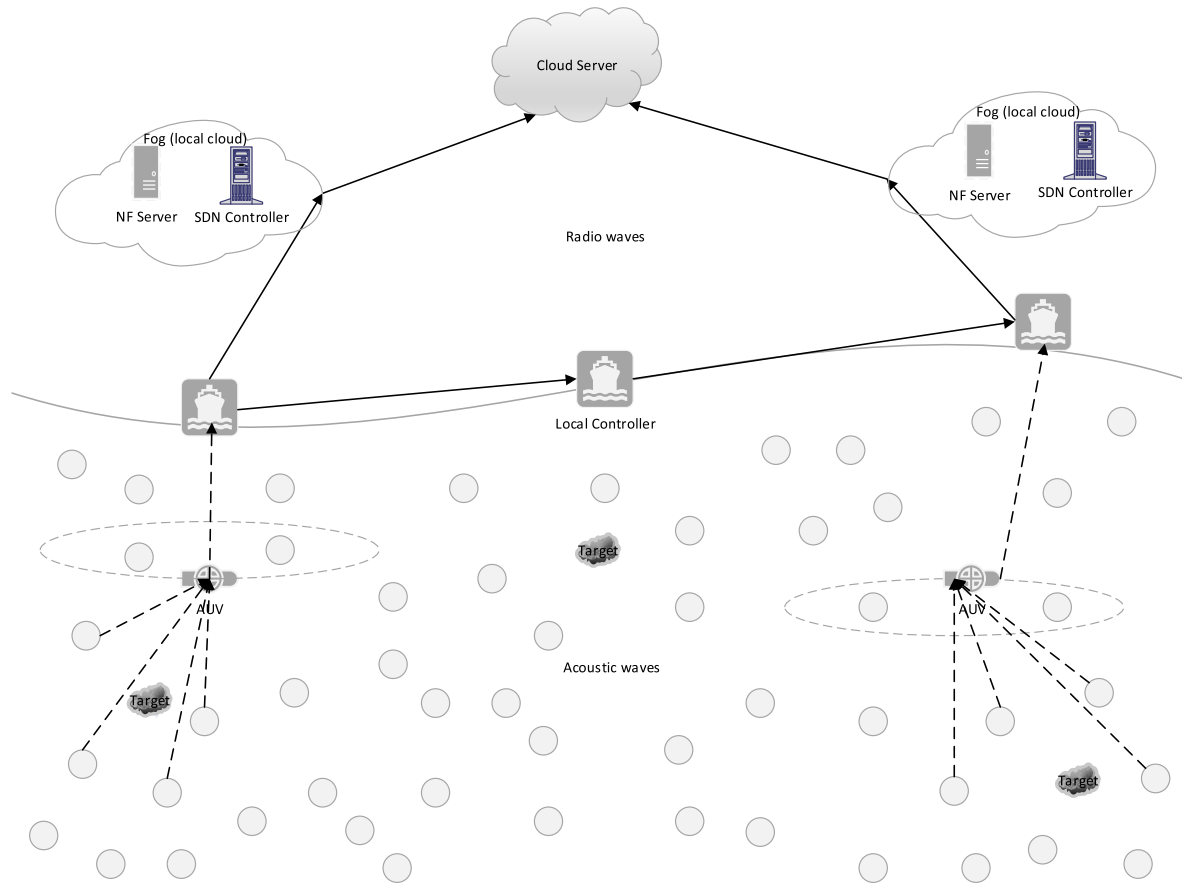 Cloud Server
Fog (local cloud)
NF Server
SDN Controller
Fog (local cloud)
NF Server
SDN Controller
Radio waves
Local Controller
Target
AUV
AUV
Acoustic waves
Target
Target